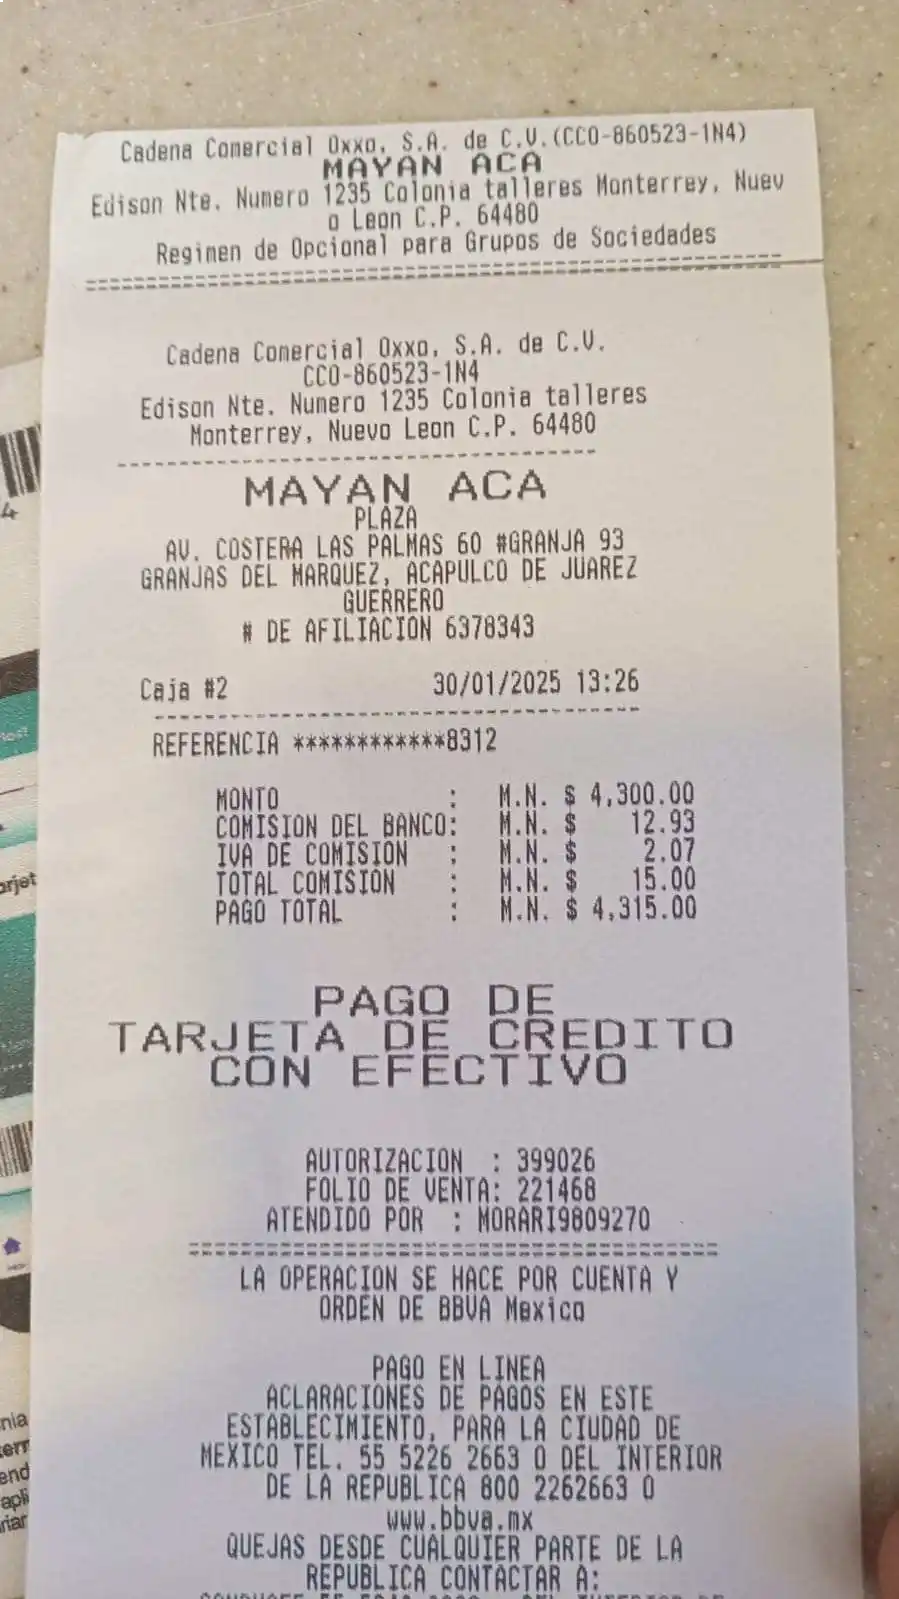 Cadena Comercial Oxxo, S.A. de C.V.(CCO-860523-1N4)
MAYAN ACA
Edison Nte. Numero 1235 Colonia talleres Monterrey, Nuev
o Leon C.P. 64480
Regimen de Opcional para Grupos de Sociedades
Cadena Comercial Oxxo, S.A. de C.V.
CCO-860523-1N4
Edison Nte. Numero 1235 Colonia talleres
Monterrey, Nuevo Leon C.P. 64480
MAYAN ACA
PLAZA
AV. COSTERA LAS PALMAS 60 #GRANJA 93
GRANJAS DEL MARQUEZ, ACAPULCO DE JUAREZ
GUERRERO
# DE AFILIACION 6378343
Caja #2 30/01/2025 13:26
REFERENCIA ************8312
MONTO : M.N. $ 4,300.00
COMISION DEL BANCO: M.N. $ 12.93
IVA DE COMISION : M.N. $ 2.07
TOTAL COMISION : M.N. $ 15.00
PAGO TOTAL : M.N. $ 4,315.00
PAGO DE
TARJETA DE CREDITO
CON EFECTIVO
AUTORIZACION : 399026
FOLIO DE VENTA: 221468
ATENDIDO POR : MORARI9809270
LA OPERACION SE HACE POR CUENTA Y
ORDEN DE BBVA Mexico
PAGO EN LINEA
ACLARACIONES DE PAGOS EN ESTE
ESTABLECIMIENTO, PARA LA CIUDAD DE
MEXICO TEL. 55 5226 2663 O DEL INTERIOR
DE LA REPUBLICA 800 2262663 O
www.bbva.mx
QUEJAS DESDE CUALQUIER PARTE DE LA
REPUBLICA CONTACTAR A: